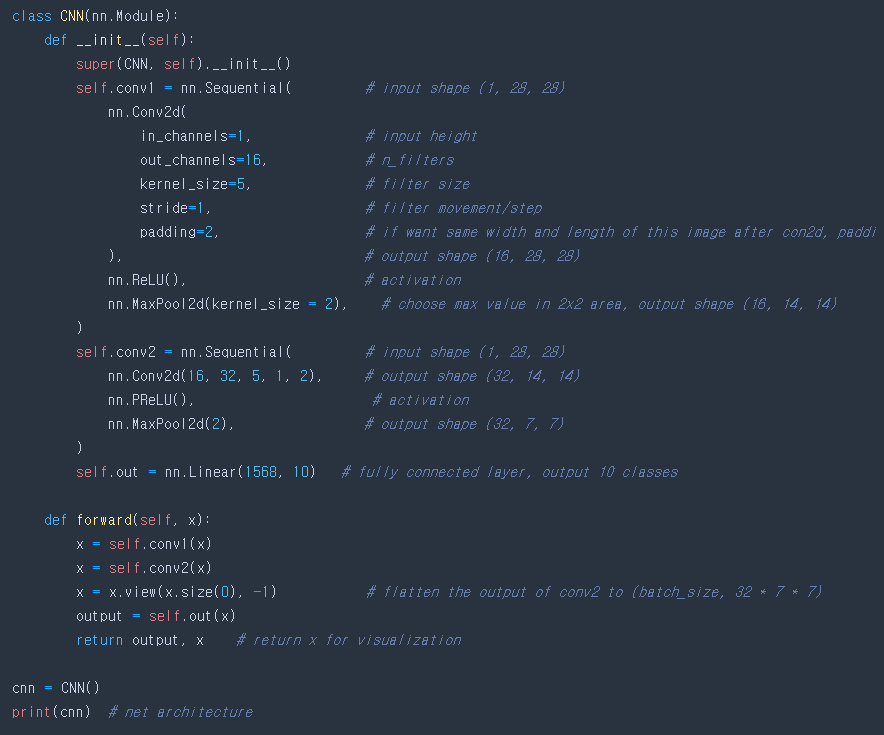 class CNN(nn.Module):
    def __init__(self):
        super(CNN, self).__init__()
        self.conv1 = nn.Sequential(         # input shape (1, 28, 28)
            nn.Conv2d(
                in_channels=1,              # input height
                out_channels=16,            # n_filters
                kernel_size=5,              # filter size
                stride=1,                   # filter movement/step
                padding=2,                  # if want same width and length of this image after con2d, paddi
            ),                              # output shape (16, 28, 28)
            nn.ReLU(),                      # activation
            nn.MaxPool2d(kernel_size = 2),    # choose max value in 2x2 area, output shape (16, 14, 14)
        )
        self.conv2 = nn.Sequential(         # input shape (1, 28, 28)
            nn.Conv2d(16, 32, 5, 1, 2),     # output shape (32, 14, 14)
            nn.PReLU(),                      # activation
            nn.MaxPool2d(2),                # output shape (32, 7, 7)
        )
        self.out = nn.Linear(1568, 10)   # fully connected layer, output 10 classes

    def forward(self, x):
        x = self.conv1(x)
        x = self.conv2(x)
        x = x.view(x.size(0), -1)           # flatten the output of conv2 to (batch_size, 32 * 7 * 7)
        output = self.out(x)
        return output, x    # return x for visualization

cnn = CNN()
print(cnn)  # net architecture